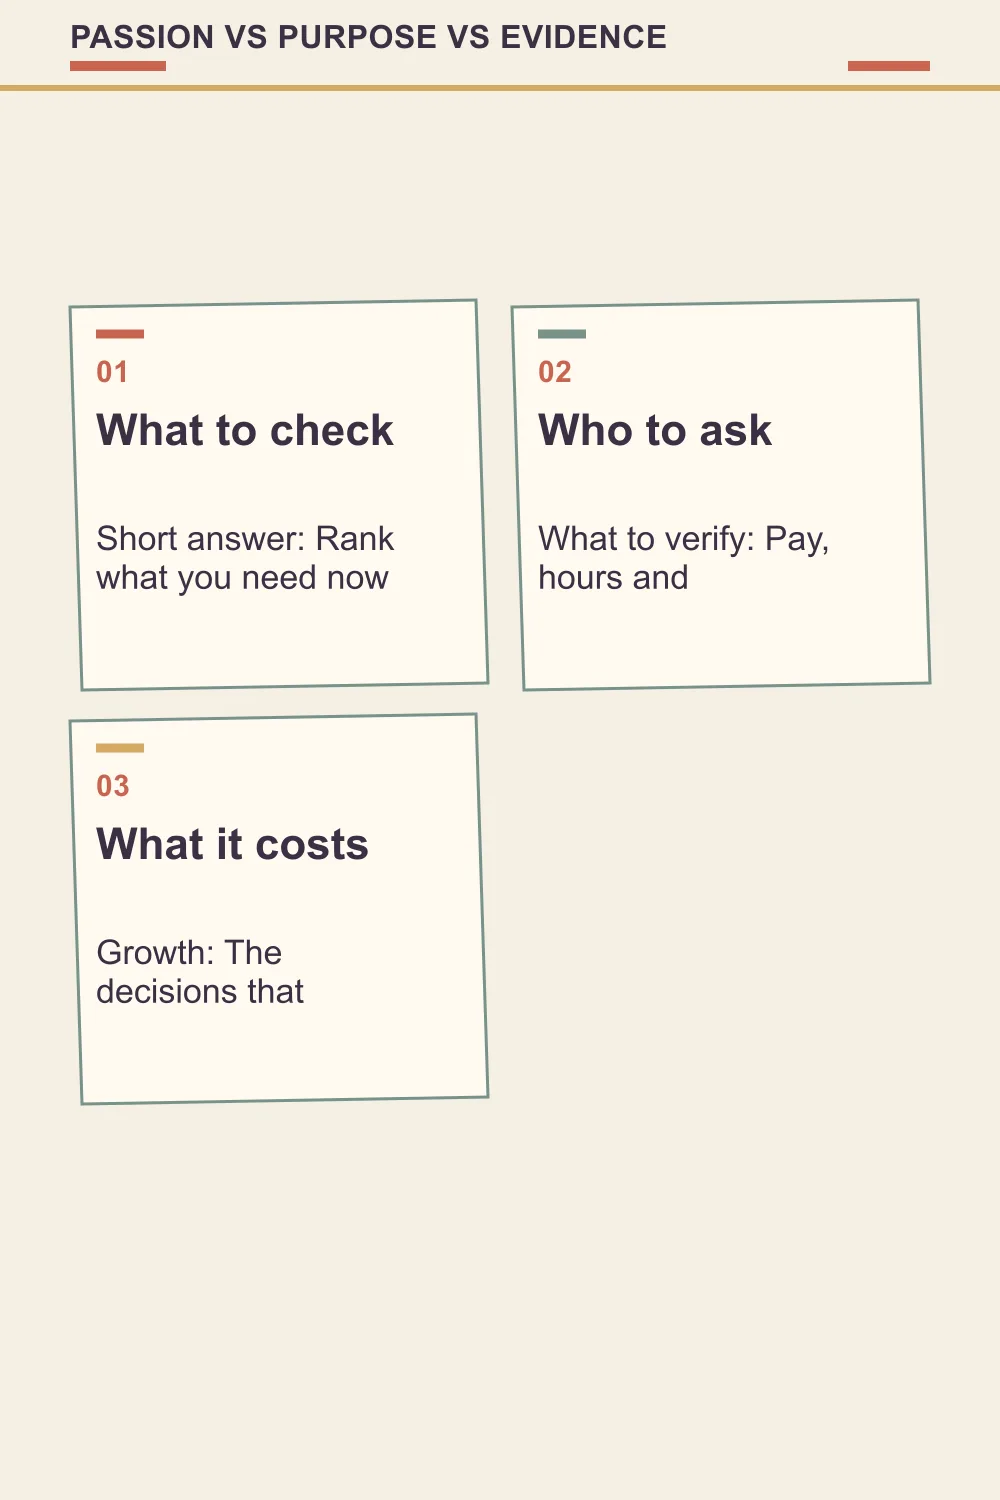 PASSION VS PURPOSE VS EVIDENCE
01
What to check
Short answer: Rank
what you need now
02
Who to ask
What to verify: Pay,
hours and
03
What it costs
Growth: The
decisions that